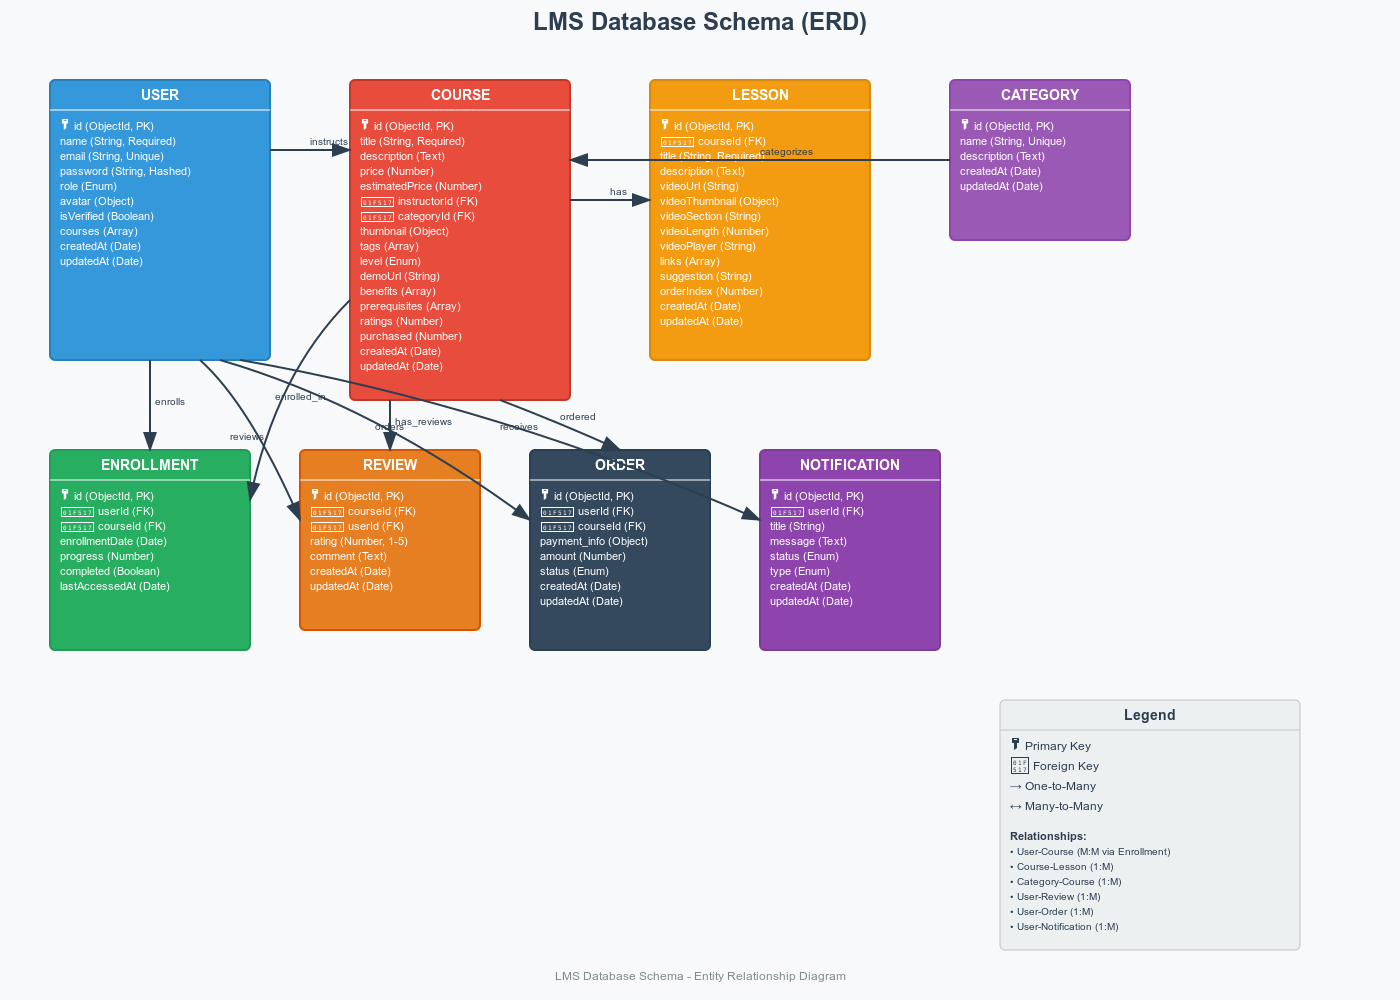 LMS Database Schema (ERD)
USER
id (ObjectId, PK)
name (String, Required)
email (String, Unique)
password (String, Hashed)
role (Enum)
avatar (Object)
isVerified (Boolean)
courses (Array)
createdAt (Date)
updatedAt (Date)
instructs
COURSE
id (ObjectId, PK)
title (String, Required)
description (Text)
price (Number)
estimatedPrice (Number)
01F517 instructorId (FK)
01F517 categoryId (FK)
thumbnail (Object)
tags (Array)
level (Enum)
demoUrl (String)
benefits (Array)
prerequisites (Array)
ratings (Number)
purchased (Number)
createdAt (Date)
updatedAt (Date)
has
LESSON
id (ObjectId, PK)
01F517 courseId (FK)
title (String, Required)
description (Text)
videoUrl (String)
videoThumbnail (Object)
videoSection (String)
videoLength (Number)
videoPlayer (String)
links (Array)
suggestion (String)
orderIndex (Number)
createdAt (Date)
updatedAt (Date)
categorizes
CATEGORY
id (ObjectId, PK)
name (String, Unique)
description (Text)
createdAt (Date)
updatedAt (Date)
enrolls
reviews
enrolled_in
orders
has_reviews
receives
ordered
ENROLLMENT
id (ObjectId, PK)
01F517 userId (FK)
01F517 courseId (FK)
enrollmentDate (Date)
progress (Number)
completed (Boolean)
lastAccessedAt (Date)
REVIEW
id (ObjectId, PK)
01F517 courseId (FK)
01F517 userId (FK)
rating (Number, 1-5)
comment (Text)
createdAt (Date)
updatedAt (Date)
ORDER
id (ObjectId, PK)
01F517 userId (FK)
01F517 courseId (FK)
payment_info (Object)
amount (Number)
status (Enum)
createdAt (Date)
updatedAt (Date)
NOTIFICATION
id (ObjectId, PK)
01F517 userId (FK)
title (String)
message (Text)
status (Enum)
type (Enum)
createdAt (Date)
updatedAt (Date)
Legend
Primary Key
01F517 Foreign Key
→ One-to-Many
↔ Many-to-Many
Relationships:
• User-Course (M:M via Enrollment)
• Course-Lesson (1:M)
• Category-Course (1:M)
• User-Review (1:M)
• User-Order (1:M)
• User-Notification (1:M)
LMS Database Schema - Entity Relationship Diagram